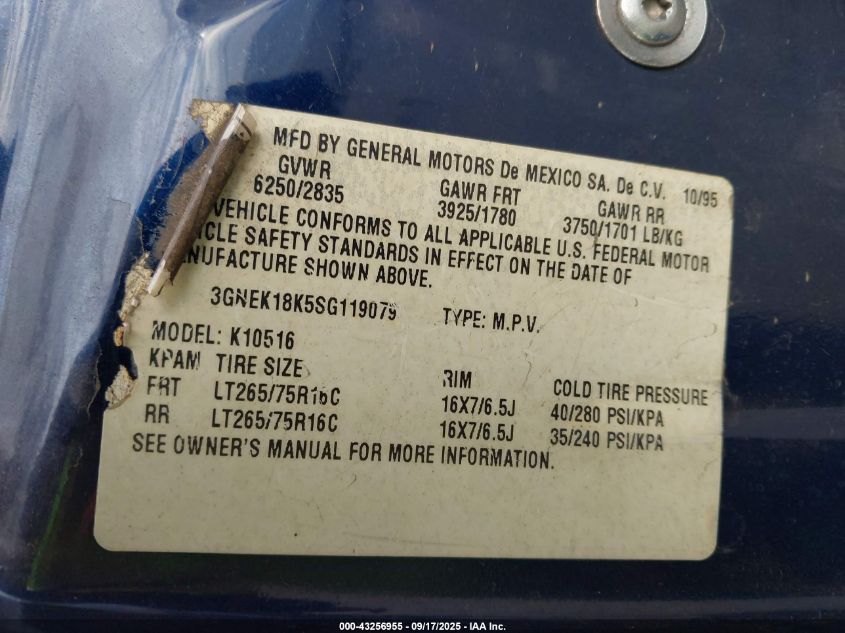 MFD BY GENERAL MOTORS De MEXICO SA. De C.V. 10/95
GVWR GAWR FRT GAWR RR
6250/2835 3925/1780 3750/1701 LB/KG
VEHICLE CONFORMS TO ALL APPLICABLE U.S. FEDERAL MOTOR
SAFETY STANDARDS IN EFFECT ON THE DATE OF
SHOWN ABOVE.
3GNEK18K5SG119079 TYPE: M.P.V.
MODEL: K10516
KPAM TIRE SIZE RIM COLD TIRE PRESSURE
FRT LT265/75R16C 16X7/6.5J 40/280 PSI/KPA
RR LT265/75R16C 16X7/6.5J 35/240 PSI/KPA
SEE OWNER'S MANUAL FOR MORE INFORMATION.
000-43256955 - 09/17/2025 - IAA Inc.